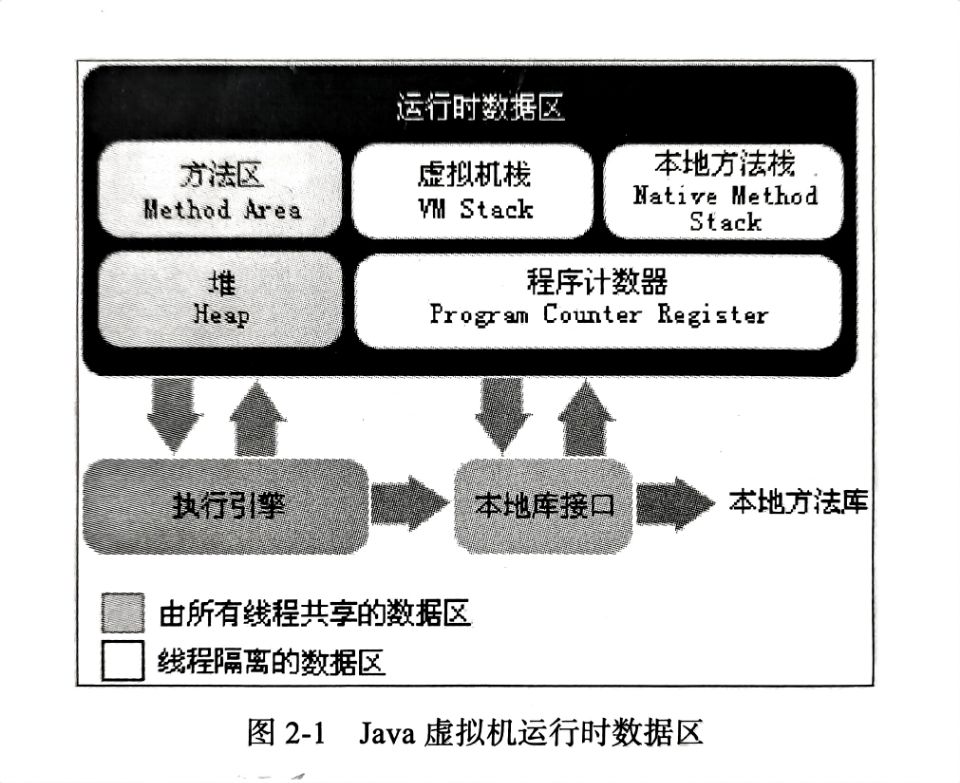 运行时数据区
方法区
Method Area
虚拟机栈
VM Stack
本地方法栈
Native Method
Stack
堆
Heap
程序计数器
Program Counter Register
执行引擎
本地库接口
本地方法库
由所有线程共享的数据区
线程隔离的数据区
图 2-1 Java 虚拟机运行时数据区